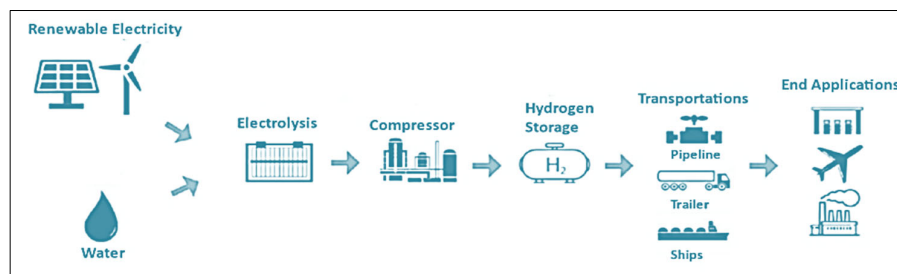 Renewable Electricity
Water
Electrolysis
Compressor
Hydrogen
Storage
H₂
Transportations
Pipeline
Trailer
Ships
End Applications